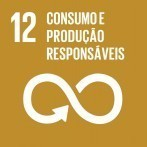 12 CONSUMO E
PRODUÇÃO
RESPONSÁVEIS